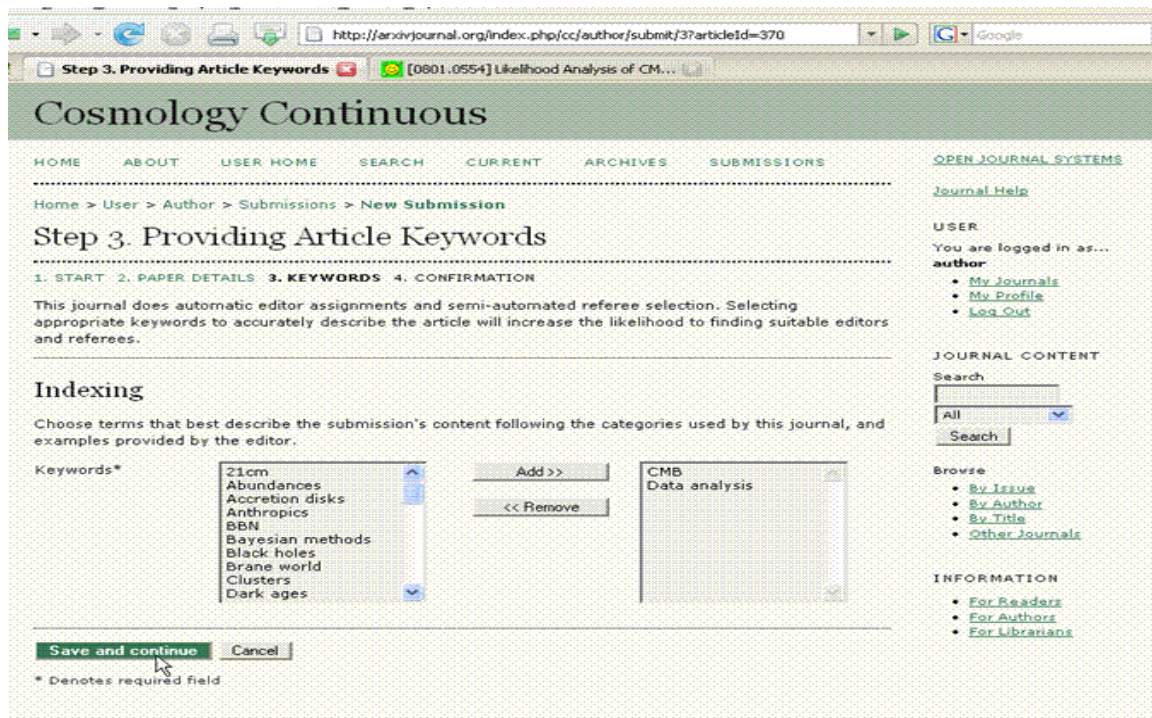 http://arxivjournal.org/index.php/cc/author/submit/3?articleId=370
Google
Step 3. Providing Article Keywords
[0801.0554] Likelihood Analysis of CM...
Cosmology Continuous
HOME ABOUT USER HOME SEARCH CURRENT ARCHIVES SUBMISSIONS
Home > User > Author > Submissions > New Submission
Step 3. Providing Article Keywords
1. START 2. PAPER DETAILS 3. KEYWORDS 4. CONFIRMATION
This journal does automatic editor assignments and semi-automated referee selection. Selecting
appropriate keywords to accurately describe the article will increase the likelihood to finding suitable editors
and referees.
Indexing
Choose terms that best describe the submission's content following the categories used by this journal, and
examples provided by the editor.
Keywords*
21cm
Abundances
Accretion disks
Anthropics
BBN
Bayesian methods
Black holes
Brane world
Clusters
Dark ages
Add >>
<< Remove
CMB
Data analysis
Save and continue Cancel
* Denotes required field
OPEN JOURNAL SYSTEMS
Journal Help
USER
You are logged in as...
author
My Journals
My Profile
Log Out
JOURNAL CONTENT
Search
All
Search
Browse
By Issue
By Author
By Title
Other Journals
INFORMATION
For Readers
For Authors
For Librarians